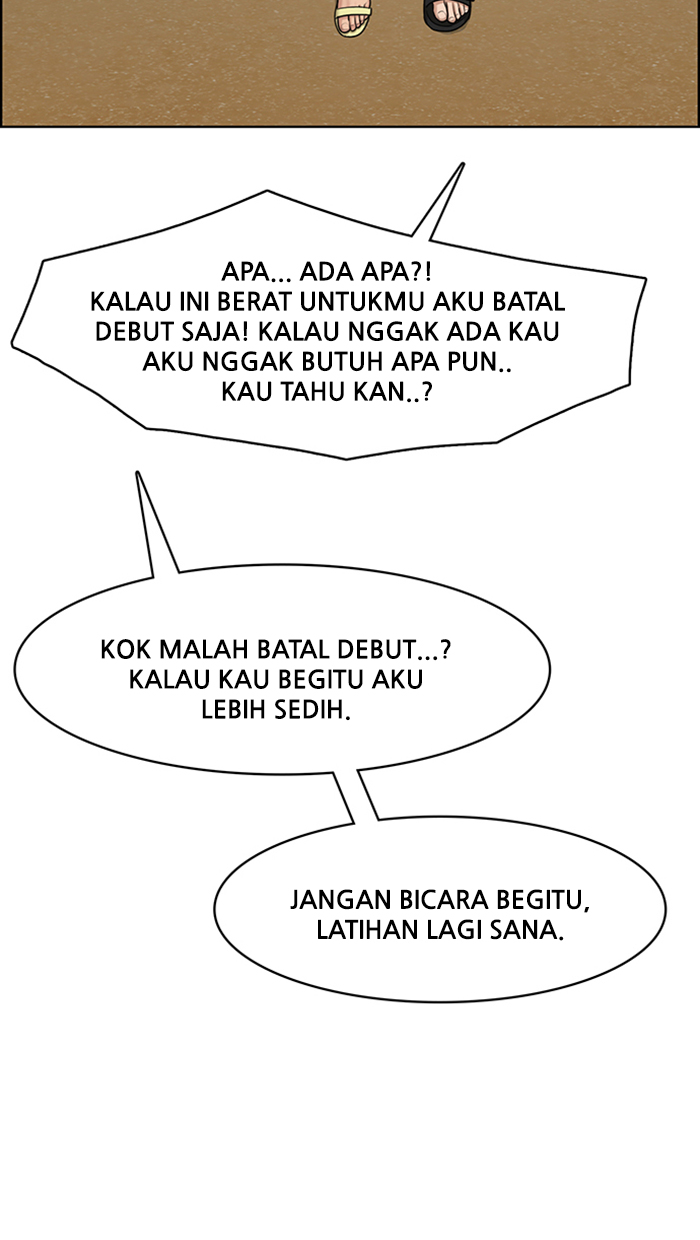 APA... ADA APA?!
KALAU INI BERAT UNTUKMU AKU BATAL
DEBUT SAJA! KALAU NGGAK ADA KAU
AKU NGGAK BUTUH APA PUN..
KAU TAHU KAN..?
KOK MALAH BATAL DEBUT...?
KALAU KAU BEGITU AKU
LEBIH SEDIH.
JANGAN BICARA BEGITU,
LATIHAN LAGI SANA.